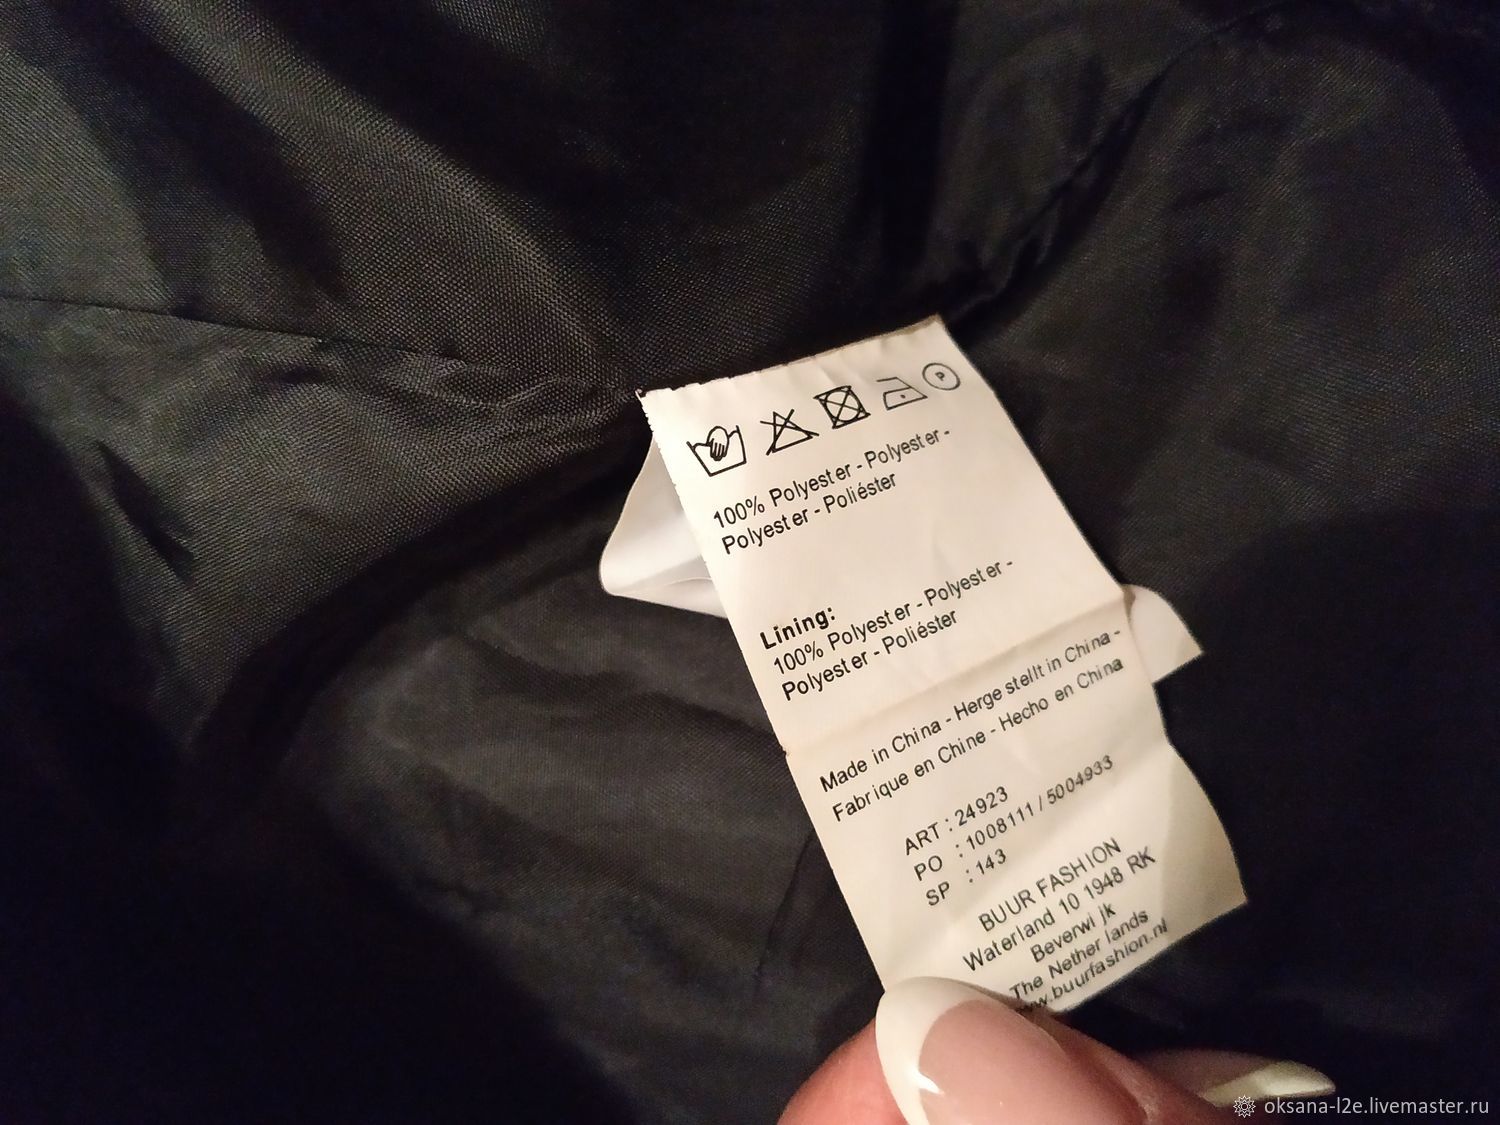 P
100% Polyester - Polyester -
Polyester - Poliéster
Lining:
100% Polyester - Polyester -
Polyester - Poliéster
Made in China - Hergestellt in China -
Fabrique en Chine - Hecho en China
ART : 24923
PO : 1008111 / 5004933
SP : 143
BUUR FASHION
Waterland 10 1948 RK
Beverwijk
The Netherlands
www.buurfashion.nl
oksana-l2e.livemaster.ru